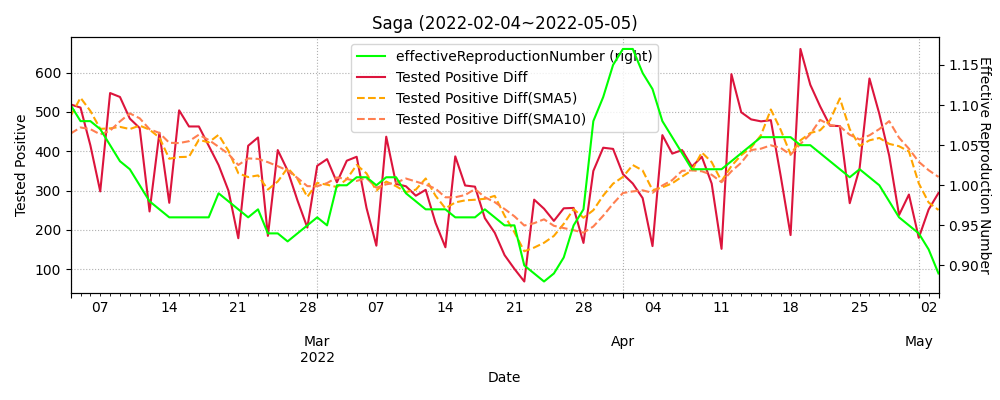 Saga (2022-02-04~2022-05-05)
effectiveReproductionNumber (right)
Tested Positive Diff
Tested Positive Diff(SMA5)
Tested Positive Diff(SMA10)
Tested Positive
600
500
400
300
200
100
1.15
1.10
1.05
1.00
0.95
0.90
Effective Reproduction Number
07 14 21 28 07 14 21 28 04 11 18 25 02
Mar Apr May
2022
Date